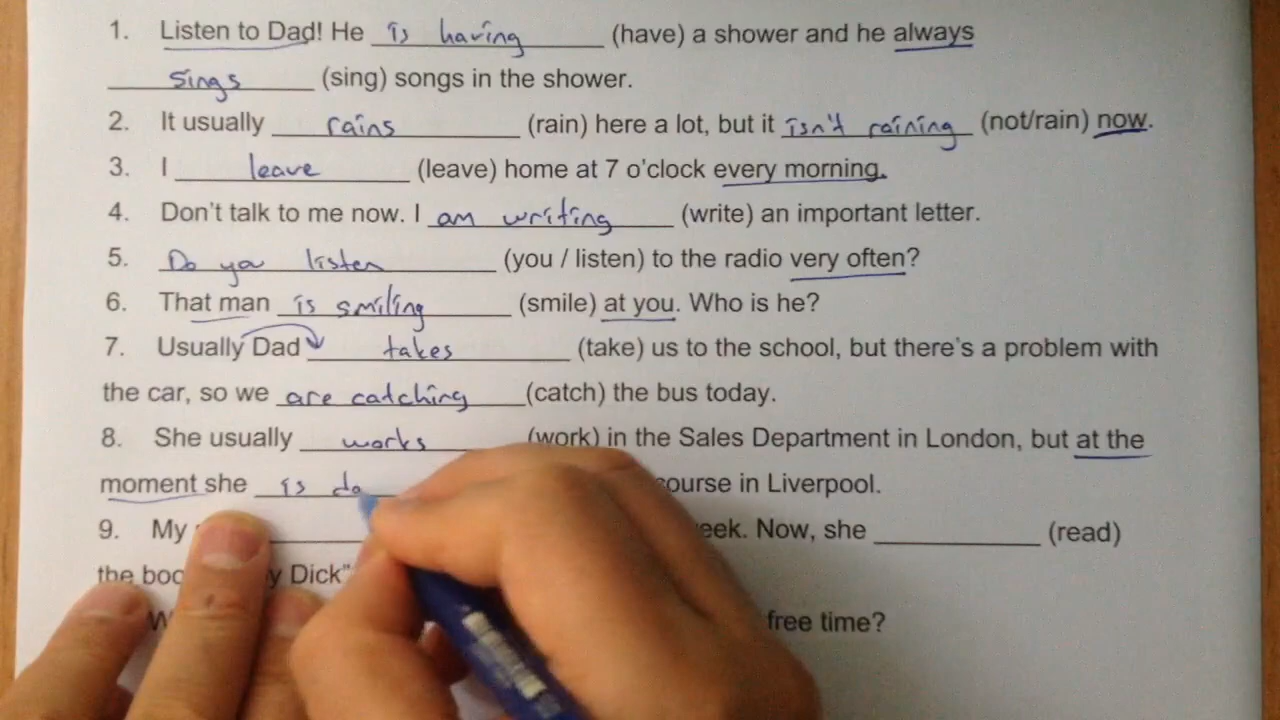 1. Listen to Dad! He is having (have) a shower and he always
sings (sing) songs in the shower.
2. It usually rains (rain) here a lot, but it isn't raining (not/rain) now.
3. I leave (leave) home at 7 o'clock every morning.
4. Don't talk to me now. I am writing (write) an important letter.
5. Do you listen (you / listen) to the radio very often?
6. That man is smiling (smile) at you. Who is he?
7. Usually Dad takes (take) us to the school, but there's a problem with
the car, so we are catching (catch) the bus today.
8. She usually works (work) in the Sales Department in London, but at the
moment she is do course in Liverpool.
9. My Now, she (read)
the Dick"
free time?